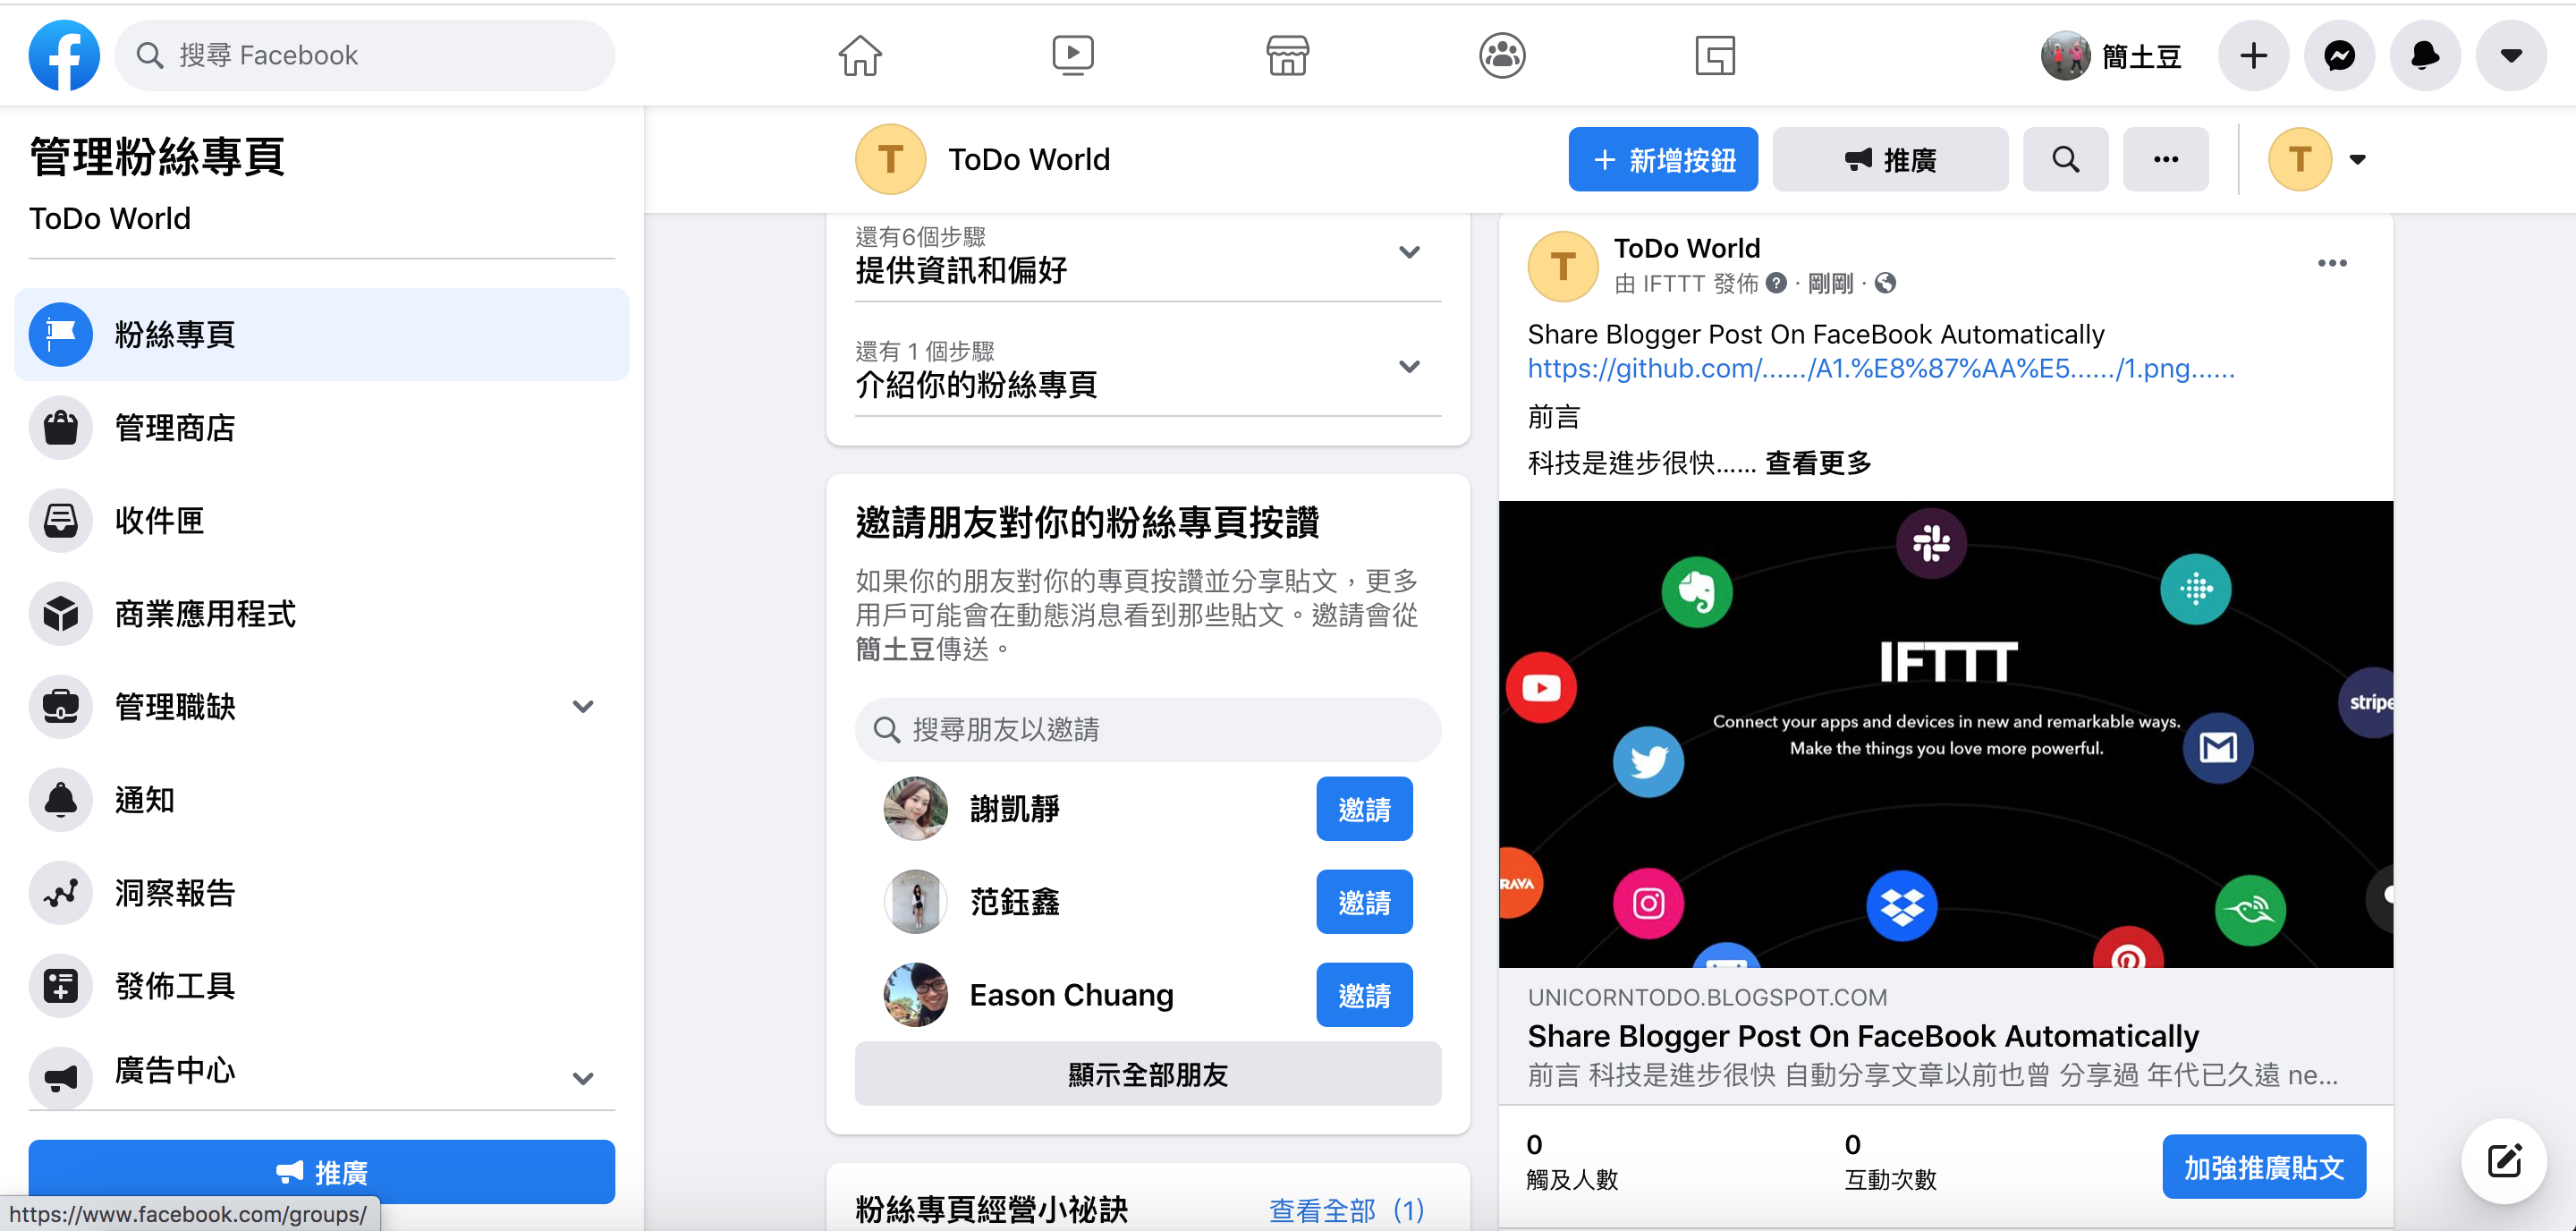 搜尋 Facebook
簡土豆
管理粉絲專頁
ToDo World
粉絲專頁
管理商店
收件匣
商業應用程式
管理職缺
通知
洞察報告
發佈工具
廣告中心
推廣
https://www.facebook.com/groups/
T
ToDo World
新增按鈕
推廣
T
還有6個步驟
提供資訊和偏好
還有 1 個步驟
介紹你的粉絲專頁
邀請朋友對你的粉絲專頁按讚
如果你的朋友對你的專頁按讚並分享貼文，更多
用戶可能會在動態消息看到那些貼文。邀請會從
簡土豆傳送。
搜尋朋友以邀請
謝凱靜
邀請
范鈺鑫
邀請
Eason Chuang
邀請
顯示全部朋友
粉絲專頁經營小祕訣
查看全部（1）
T
ToDo World
由 IFTTT 發佈 · 剛剛 ·
Share Blogger Post On FaceBook Automatically
https://github.com/....../A1.%E8%87%AA%E5....../1.png......
前言
科技是進步很快...... 查看更多
IFTTT
Connect your apps and devices in new and remarkable ways.
Make the things you love more powerful.
stripe
RAVA
UNICORNTODO.BLOGSPOT.COM
Share Blogger Post On FaceBook Automatically
前言 科技是進步很快 自動分享文章以前也曾 分享過 年代已久遠 ne...
0
觸及人數
0
互動次數
加強推廣貼文